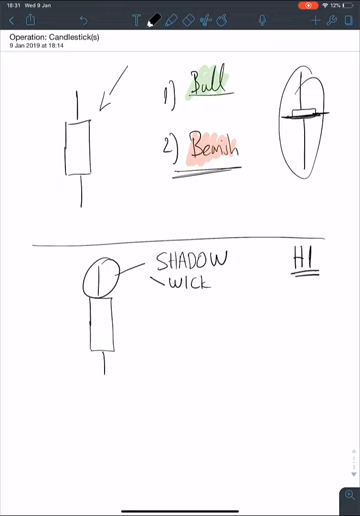 18:31 Wed 9 Jan
12%
Operation: Candlestick(s)
9 Jan 2019 at 18:14
1) Bull
2) Bearish
SHADOW
WICK
H1